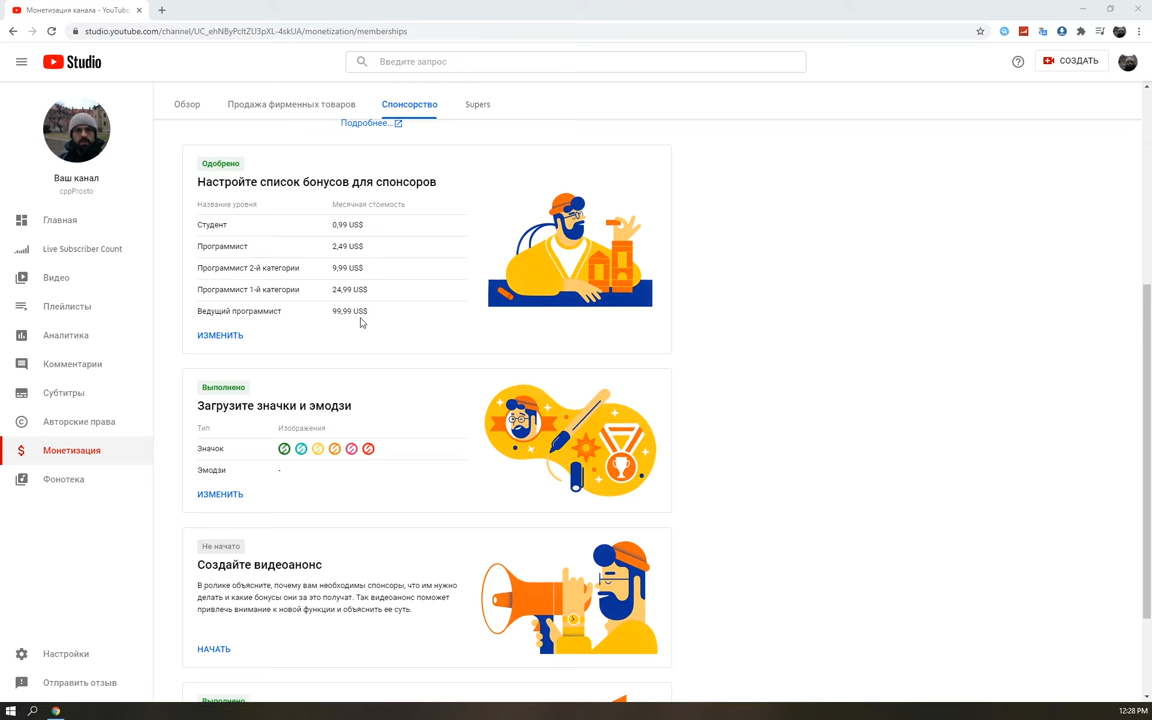 Монетизация канала - YouTube
studio.youtube.com/channel/UC_ehNByPcItZU3pXL-4skUA/monetization/memberships
Studio
Введите запрос
СОЗДАТЬ
Ваш канал
cppProsto
Главная
Live Subscriber Count
Видео
Плейлисты
Аналитика
Комментарии
Субтитры
Авторские права
Монетизация
Фонотека
Настройки
Отправить отзыв
Обзор
Продажа фирменных товаров
Спонсорство
Supers
Подробнее...
Одобрено
Настройте список бонусов для спонсоров
Название уровня Месячная стоимость
Студент 0,99 US$
Программист 2,49 US$
Программист 2-й категории 9,99 US$
Программист 1-й категории 24,99 US$
Ведущий программист 99,99 US$
ИЗМЕНИТЬ
Выполнено
Загрузите значки и эмодзи
Тип Изображения
Значок
Эмодзи -
ИЗМЕНИТЬ
Не начато
Создайте видеоанонс
В ролике объясните, почему вам необходимы спонсоры, что им нужно
делать и какие бонусы они за это получат. Так видеоанонс поможет
привлечь внимание к новой функции и объяснить ее суть.
НАЧАТЬ
Выполнено
12:28 PM